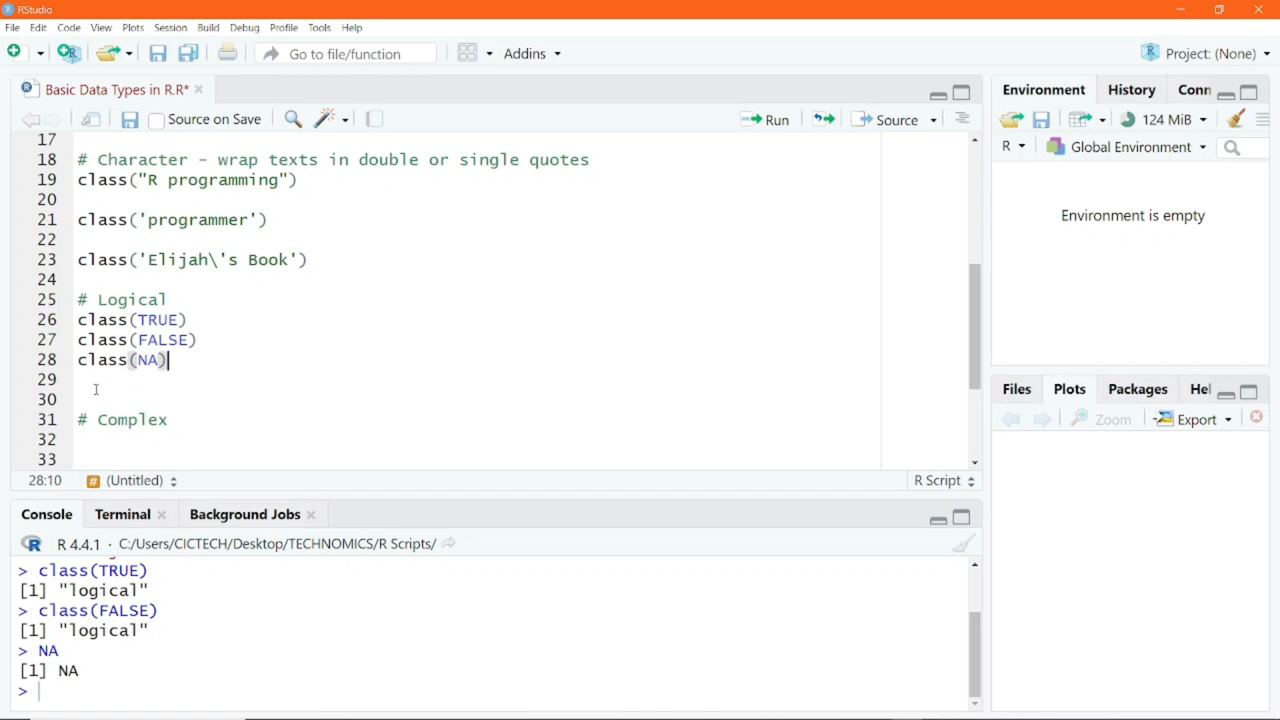 RStudio
File Edit Code View Plots Session Build Debug Profile Tools Help
Go to file/function Addins Project: (None)
Basic Data Types in R.R*
Source on Save Run Source
17
18 # Character - wrap texts in double or single quotes
19 class("R programming")
20
21 class('programmer')
22
23 class('Elijah\'s Book')
24
25 # Logical
26 class(TRUE)
27 class(FALSE)
28 class(NA)
29
30
31 # Complex
32
33
28:10 # (Untitled) R Script
Console Terminal Background Jobs
R 4.4.1 · C:/Users/CICTECH/Desktop/TECHNOMICS/R Scripts/
> class(TRUE)
[1] "logical"
> class(FALSE)
[1] "logical"
> NA
[1] NA
>
Environment History Conn
124 MiB
R Global Environment
Environment is empty
Files Plots Packages Hel
Zoom Export